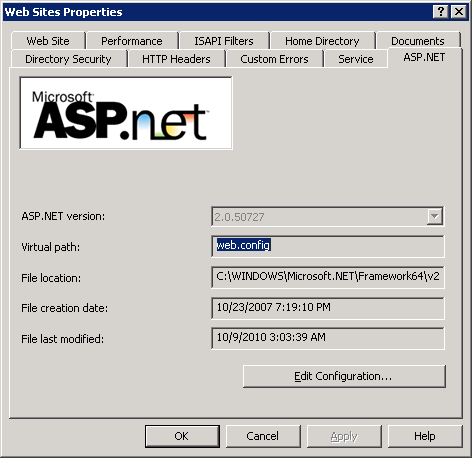 Web Sites Properties
Web Site Performance ISAPI Filters Home Directory Documents
Directory Security HTTP Headers Custom Errors Service ASP.NET
Microsoft
ASP.net
ASP.NET version: 2.0.50727
Virtual path: web.config
File location: C:\WINDOWS\Microsoft.NET\Framework64\v2
File creation date: 10/23/2007 7:19:10 PM
File last modified: 10/9/2010 3:03:39 AM
Edit Configuration...
OK Cancel Apply Help